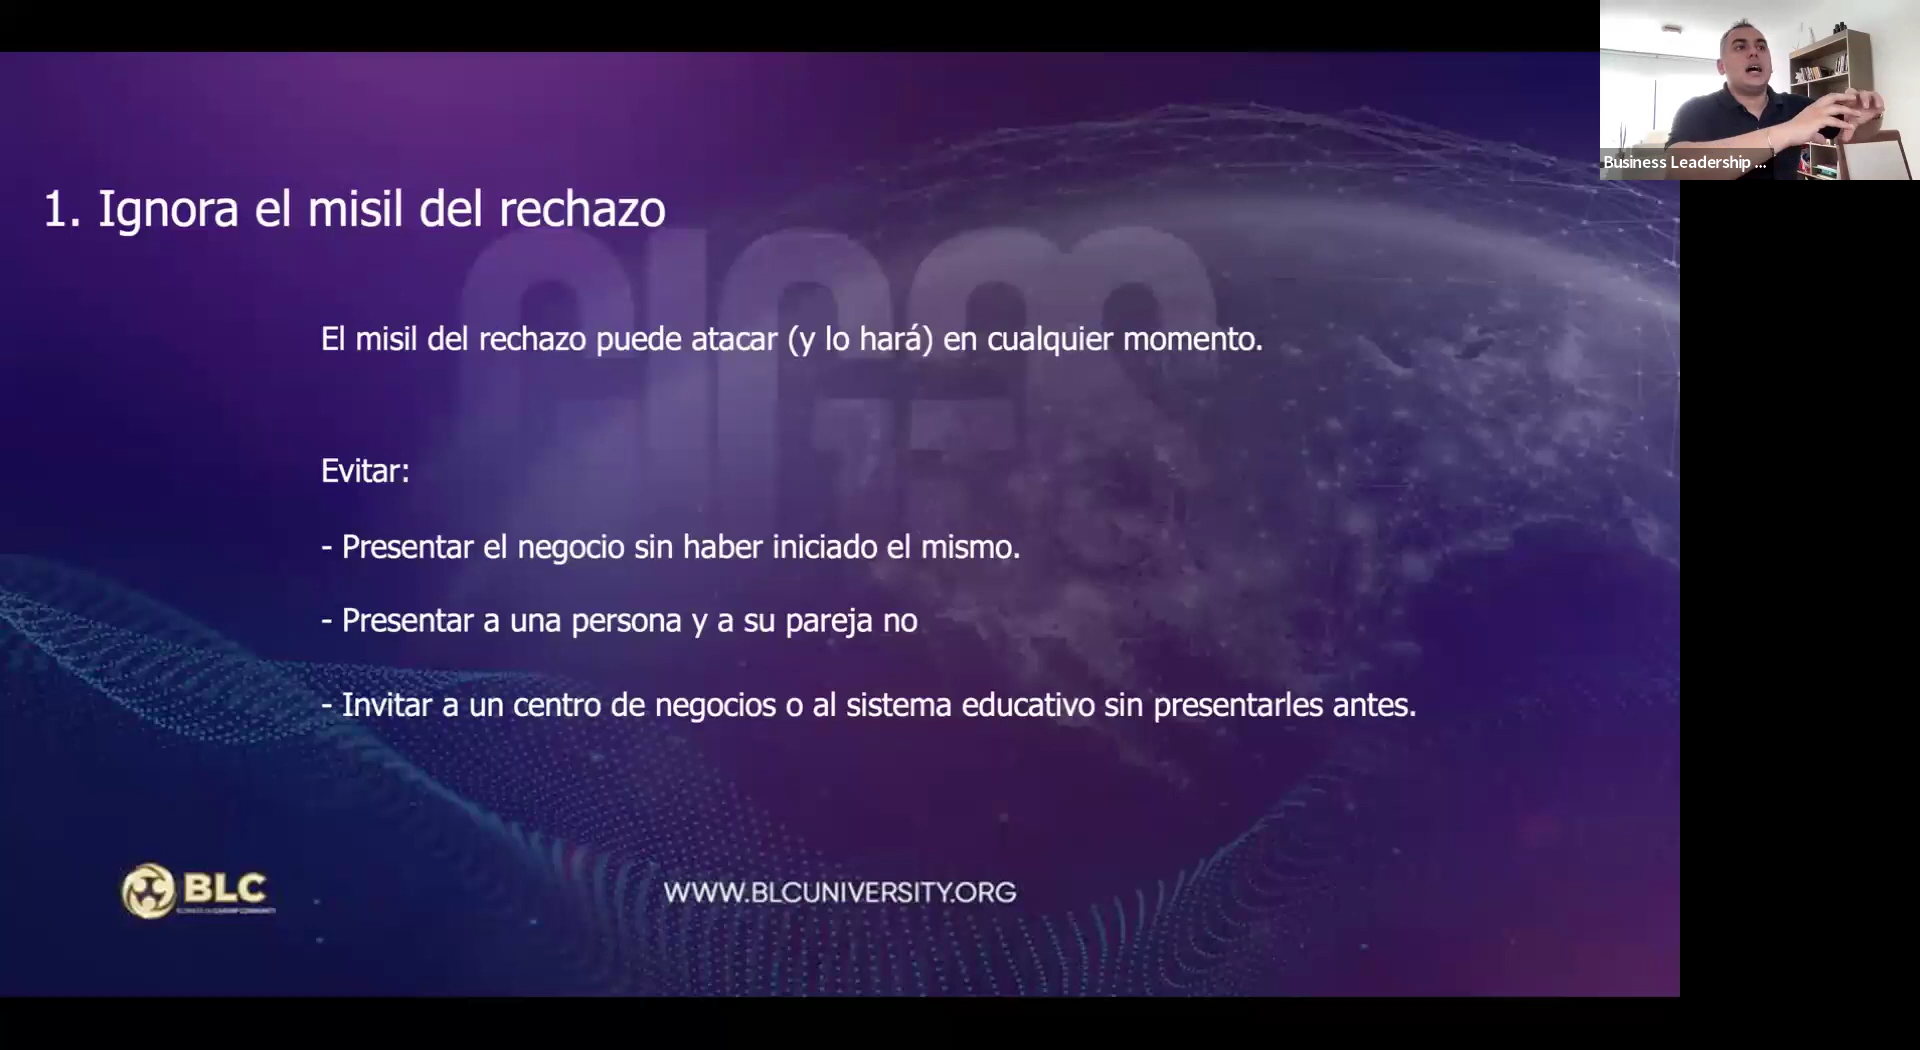 Business Leadership ...
1. Ignora el misil del rechazo
El misil del rechazo puede atacar (y lo hará) en cualquier momento.
Evitar:
- Presentar el negocio sin haber iniciado el mismo.
- Presentar a una persona y a su pareja no
- Invitar a un centro de negocios o al sistema educativo sin presentarles antes.
BLC
WWW.BLCUNIVERSITY.ORG